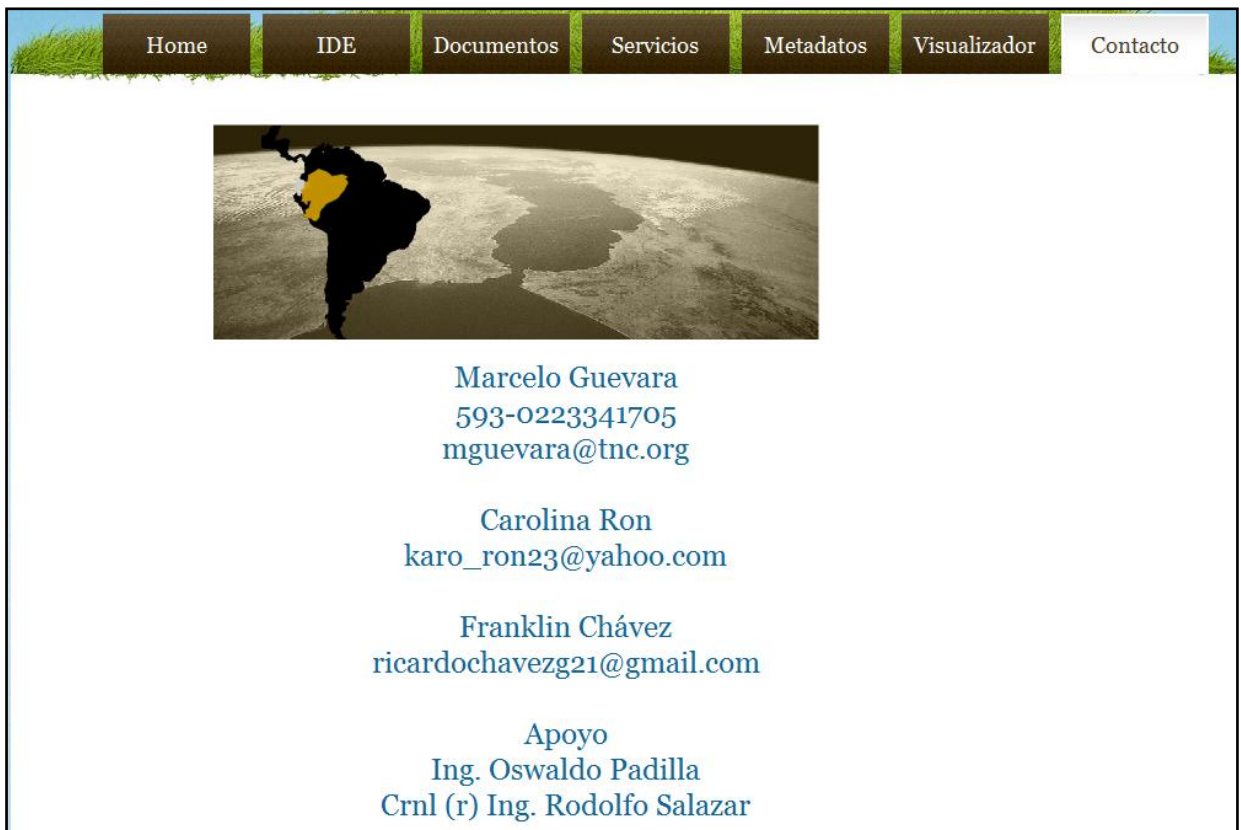 Home IDE Documentos Servicios Metadatos Visualizador Contacto
Marcelo Guevara
593-0223341705
mguevara@tnc.org
Carolina Ron
karo_ron23@yahoo.com
Franklin Chávez
ricardochavezg21@gmail.com
Apoyo
Ing. Oswaldo Padilla
Crnl (r) Ing. Rodolfo Salazar